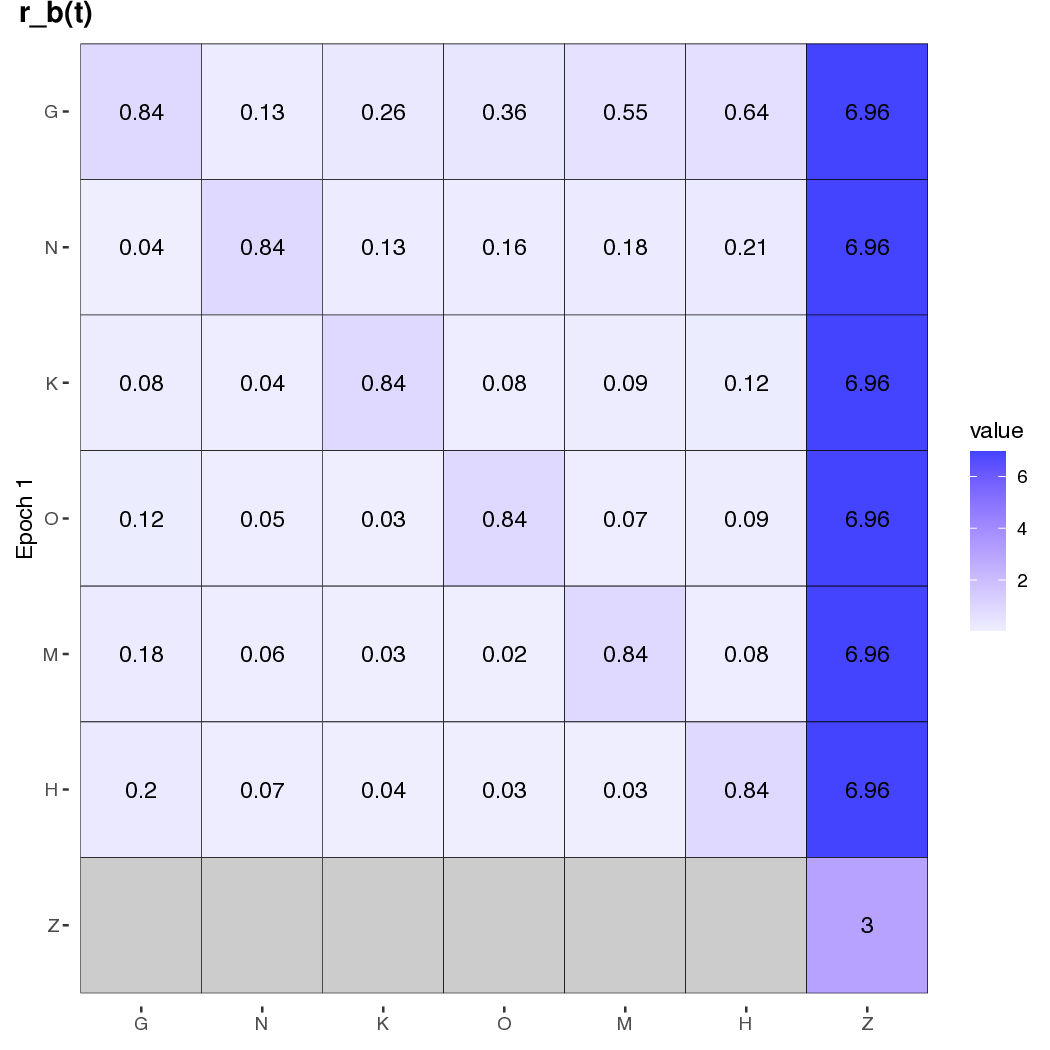 r_b(t)
G 0.84 0.13 0.26 0.36 0.55 0.64 6.96
N 0.04 0.84 0.13 0.16 0.18 0.21 6.96
K 0.08 0.04 0.84 0.08 0.09 0.12 6.96
O 0.12 0.05 0.03 0.84 0.07 0.09 6.96
M 0.18 0.06 0.03 0.02 0.84 0.08 6.96
H 0.2 0.07 0.04 0.03 0.03 0.84 6.96
Z 3
G N K O M H Z
Epoch 1
value
6
4
2